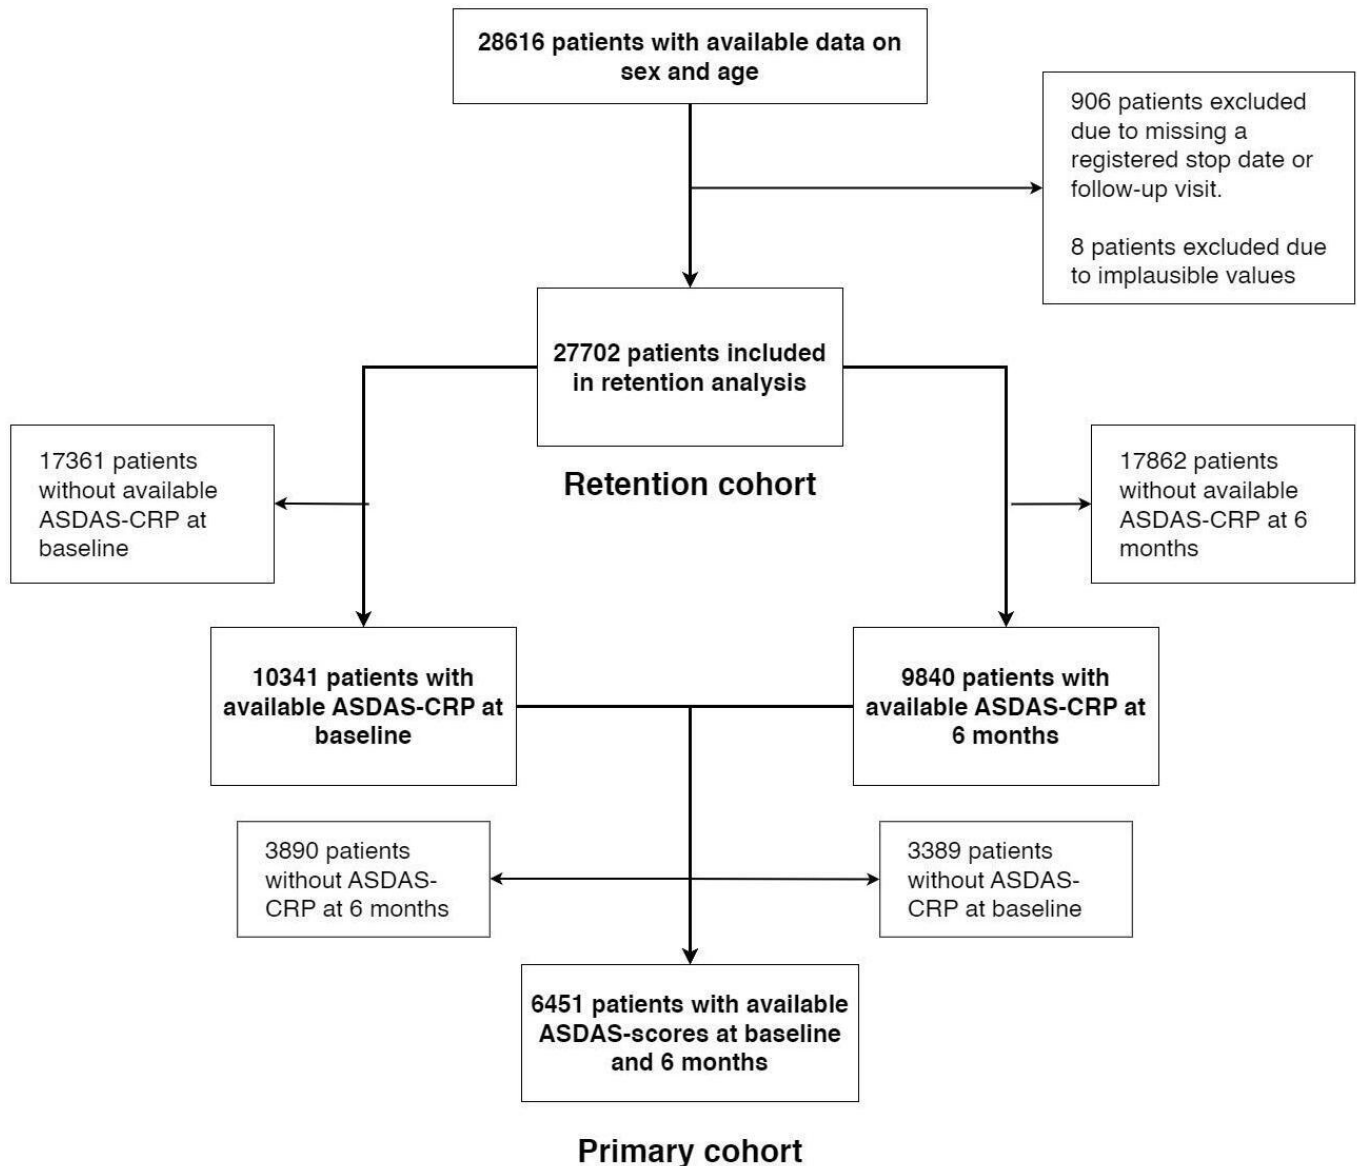 28616 patients with available data on
sex and age
906 patients excluded
due to missing a
registered stop date or
follow-up visit.
8 patients excluded due
to implausible values
27702 patients included
in retention analysis
Retention cohort
17361 patients
without available
ASDAS-CRP at
baseline
17862 patients
without available
ASDAS-CRP at 6
months
10341 patients with
available ASDAS-CRP at
baseline
9840 patients with
available ASDAS-CRP at
6 months
3890 patients
without ASDAS-
CRP at 6 months
3389 patients
without ASDAS-
CRP at baseline
6451 patients with available
ASDAS-scores at baseline
and 6 months
Primary cohort